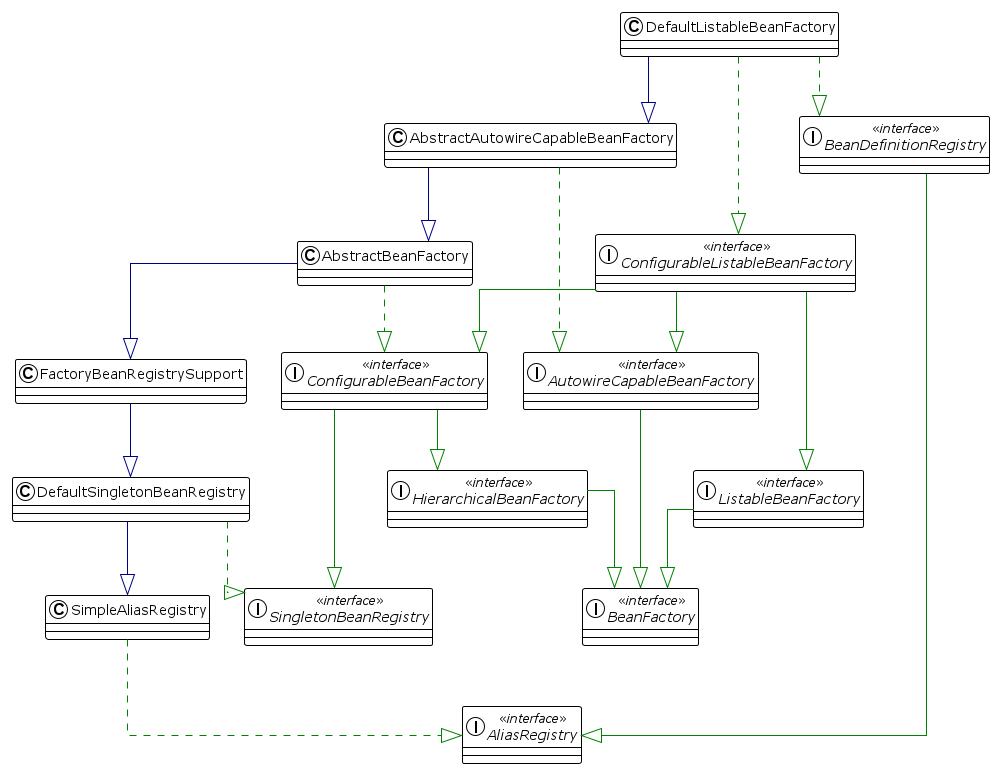 C DefaultListableBeanFactory
C AbstractAutowireCapableBeanFactory
«interface»
I BeanDefinitionRegistry
C AbstractBeanFactory
«interface»
I ConfigurableListableBeanFactory
C FactoryBeanRegistrySupport
«interface»
I ConfigurableBeanFactory
«interface»
I AutowireCapableBeanFactory
C DefaultSingletonBeanRegistry
«interface»
I HierarchicalBeanFactory
«interface»
I ListableBeanFactory
C SimpleAliasRegistry
«interface»
I SingletonBeanRegistry
«interface»
I BeanFactory
«interface»
I AliasRegistry